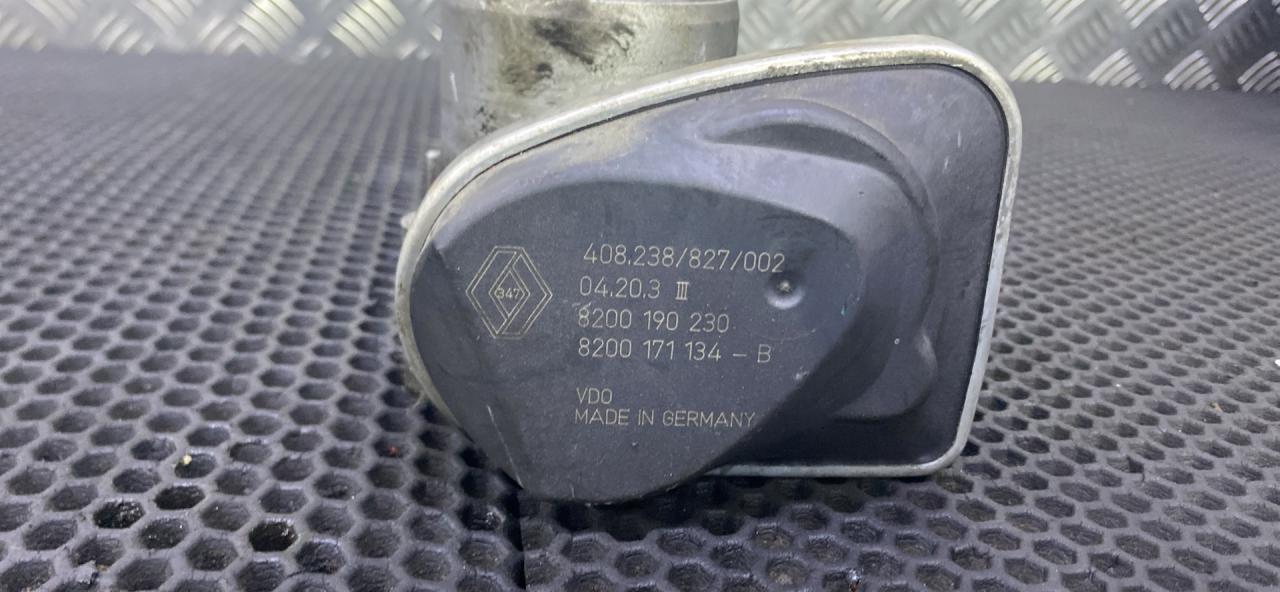 347
408.238/827/002
04.20.3 III
8200 190 230
8200 171 134 - B
VDO
MADE IN GERMANY